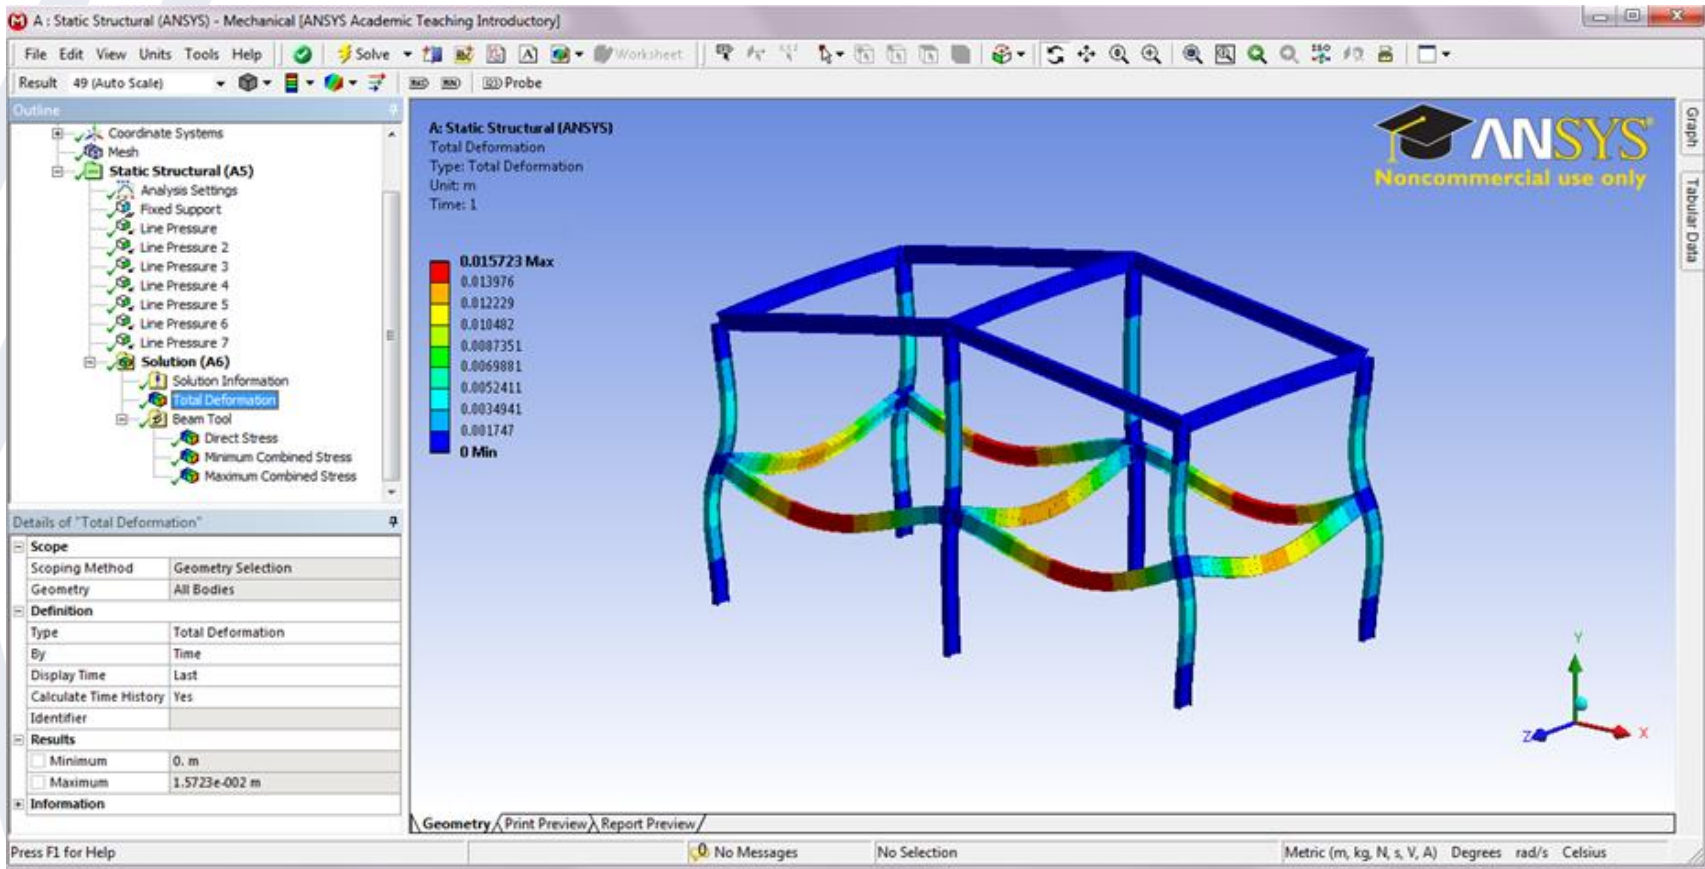 A : Static Structural (ANSYS) - Mechanical [ANSYS Academic Teaching Introductory]
File Edit View Units Tools Help Solve Worksheet
Result 49 (Auto Scale) Probe
Outline
Coordinate Systems
Mesh
Static Structural (A5)
Analysis Settings
Fixed Support
Line Pressure
Line Pressure 2
Line Pressure 3
Line Pressure 4
Line Pressure 5
Line Pressure 6
Line Pressure 7
Solution (A6)
Solution Information
Total Deformation
Beam Tool
Direct Stress
Minimum Combined Stress
Maximum Combined Stress
Details of "Total Deformation"
Scope
Scoping Method Geometry Selection
Geometry All Bodies
Definition
Type Total Deformation
By Time
Display Time Last
Calculate Time History Yes
Identifier
Results
Minimum 0. m
Maximum 1.5723e-002 m
Information
A: Static Structural (ANSYS)
Total Deformation
Type: Total Deformation
Unit: m
Time: 1
0.015723 Max
0.013976
0.012229
0.010482
0.0087351
0.0069881
0.0052411
0.0034941
0.001747
0 Min
ANSYS
Noncommercial use only
Y
Z
X
Graph
Tabular Data
Geometry Print Preview Report Preview
Press F1 for Help 0 No Messages No Selection Metric (m, kg, N, s, V, A) Degrees rad/s Celsius